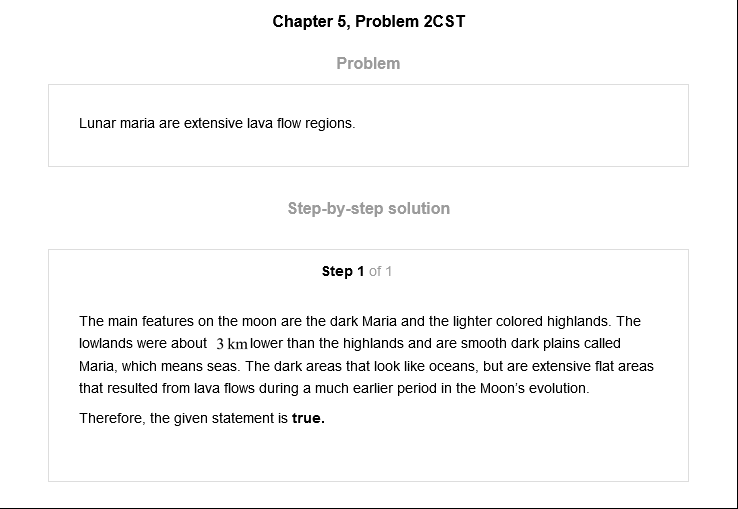 Chapter 5, Problem 2CST
Problem
Lunar maria are extensive lava flow regions.
Step-by-step solution
Step 1 of 1
The main features on the moon are the dark Maria and the lighter colored highlands. The
lowlands were about 3 km lower than the highlands and are smooth dark plains called
Maria, which means seas. The dark areas that look like oceans, but are extensive flat areas
that resulted from lava flows during a much earlier period in the Moon's evolution.
Therefore, the given statement is true.